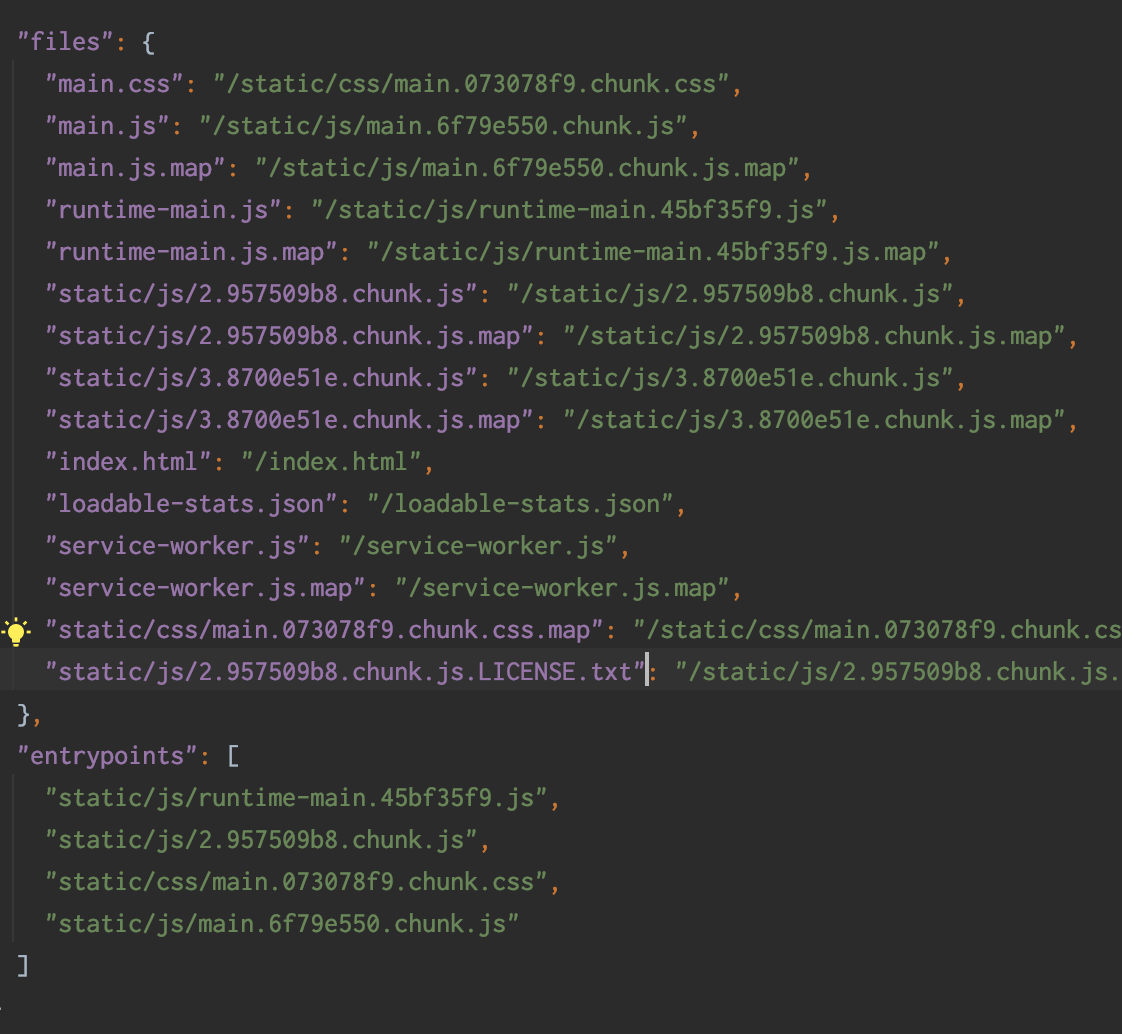 "files": {
"main.css": "/static/css/main.073078f9.chunk.css",
"main.js": "/static/js/main.6f79e550.chunk.js",
"main.js.map": "/static/js/main.6f79e550.chunk.js.map",
"runtime-main.js": "/static/js/runtime-main.45bf35f9.js",
"runtime-main.js.map": "/static/js/runtime-main.45bf35f9.js.map",
"static/js/2.957509b8.chunk.js": "/static/js/2.957509b8.chunk.js",
"static/js/2.957509b8.chunk.js.map": "/static/js/2.957509b8.chunk.js.map",
"static/js/3.8700e51e.chunk.js": "/static/js/3.8700e51e.chunk.js",
"static/js/3.8700e51e.chunk.js.map": "/static/js/3.8700e51e.chunk.js.map",
"index.html": "/index.html",
"loadable-stats.json": "/loadable-stats.json",
"service-worker.js": "/service-worker.js",
"service-worker.js.map": "/service-worker.js.map",
"static/css/main.073078f9.chunk.css.map": "/static/css/main.073078f9.chunk.cs
"static/js/2.957509b8.chunk.js.LICENSE.txt": "/static/js/2.957509b8.chunk.js.
},
"entrypoints": [
"static/js/runtime-main.45bf35f9.js",
"static/js/2.957509b8.chunk.js",
"static/css/main.073078f9.chunk.css",
"static/js/main.6f79e550.chunk.js"
]